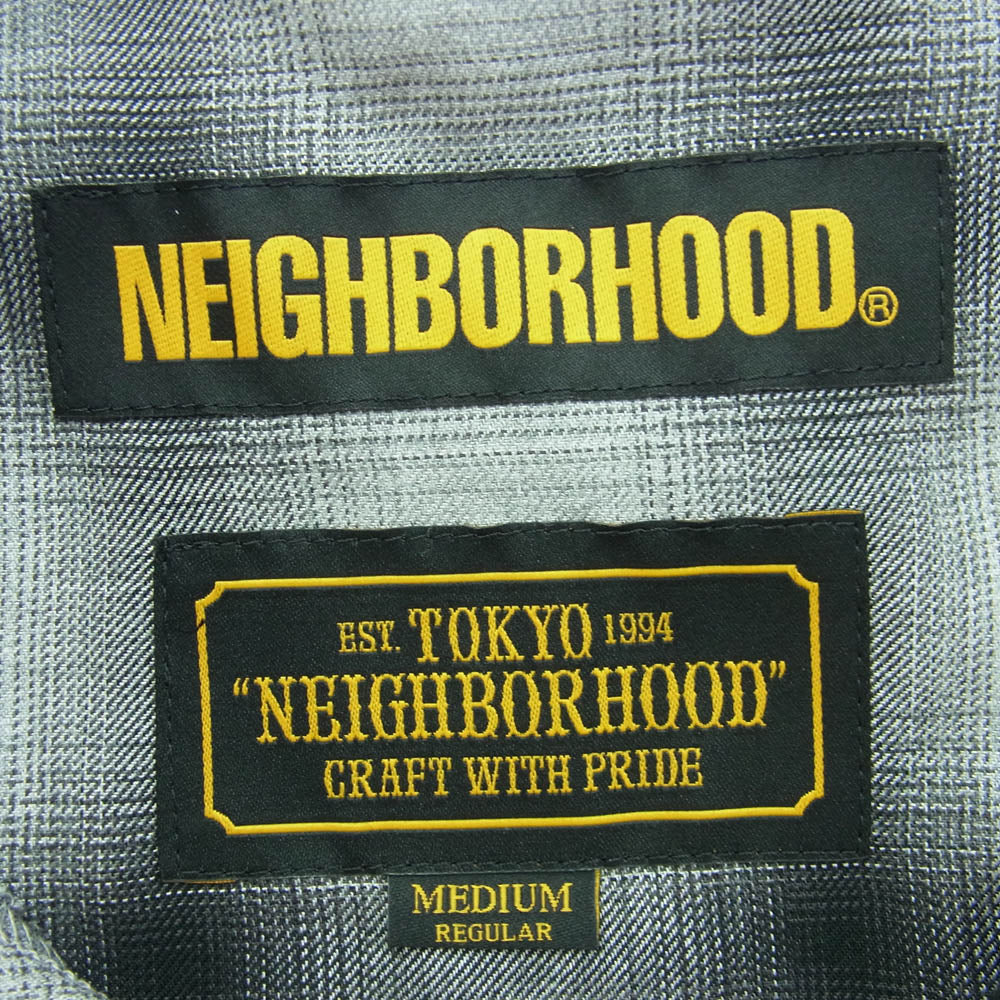 NEIGHBORHOOD®
EST. TOKYO 1994
“NEIGHBORHOOD”
CRAFT WITH PRIDE
MEDIUM
REGULAR